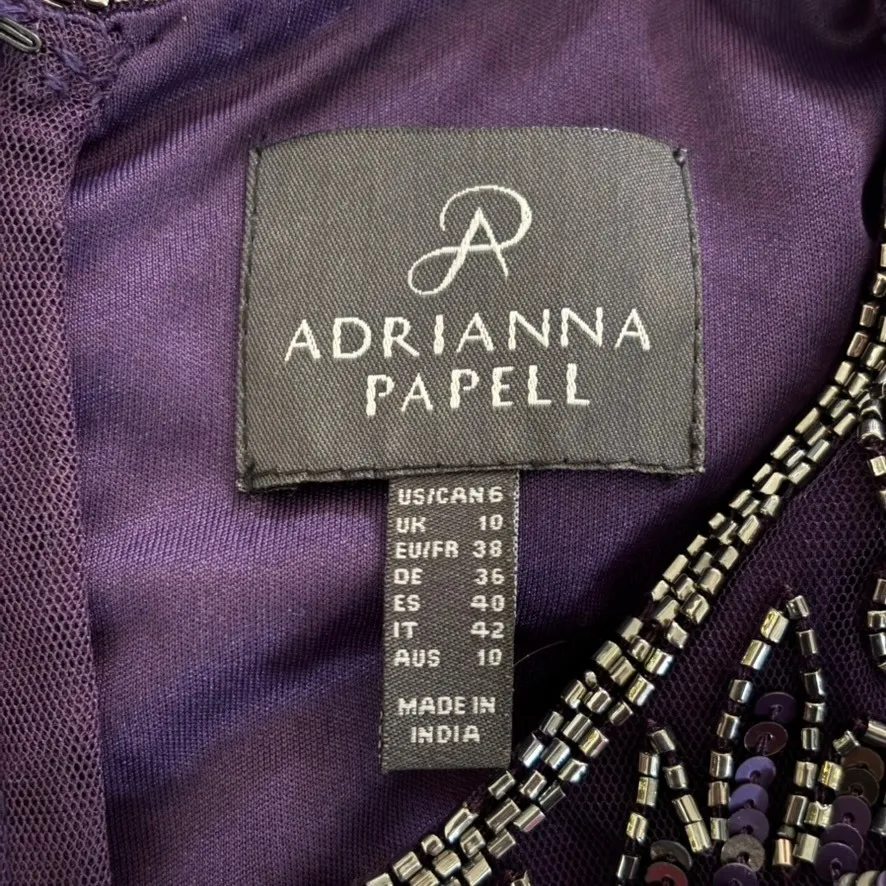 ADRIANNA
PAPELL
US/CAN 6
UK 10
EU/FR 38
DE 36
ES 40
IT 42
AUS 10
MADE IN
INDIA